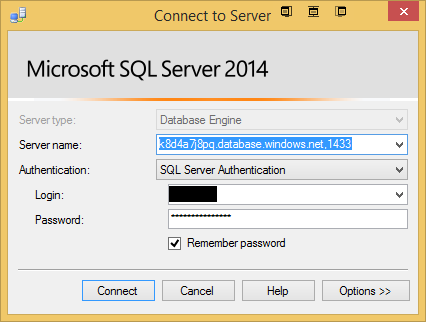 Connect to Server
Microsoft SQL Server 2014
Server type: Database Engine
Server name: k8d4a7j8pq.database.windows.net,1433
Authentication: SQL Server Authentication
Login:
Password: ***************
Remember password
Connect Cancel Help Options >>